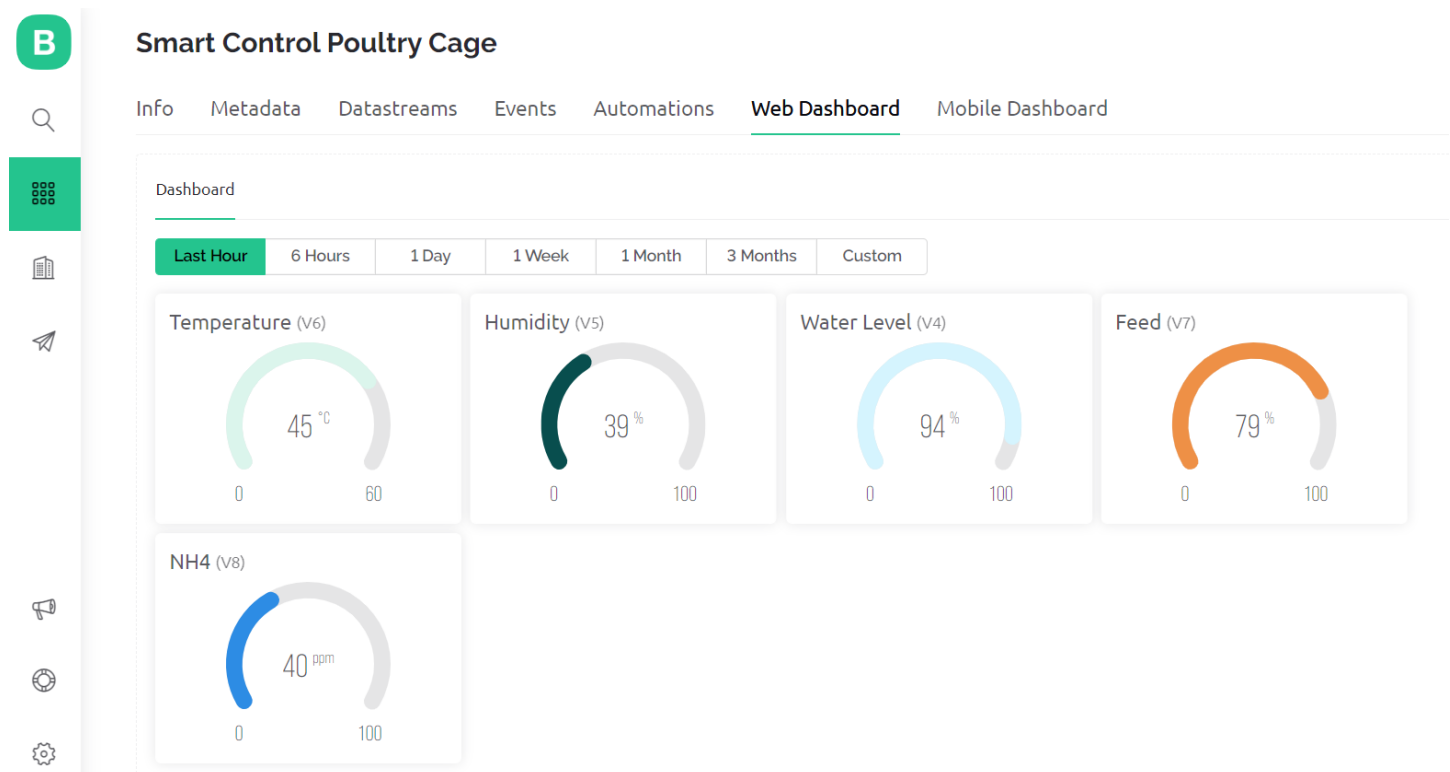 B
Smart Control Poultry Cage
Info Metadata Datastreams Events Automations Web Dashboard Mobile Dashboard
Dashboard
Last Hour 6 Hours 1 Day 1 Week 1 Month 3 Months Custom
Temperature (V6) Humidity (V5) Water Level (V4) Feed (V7)
45 °C 39 % 94 % 79 %
0 60 0 100 0 100 0 100
NH4 (V8)
40 ppm
0 100